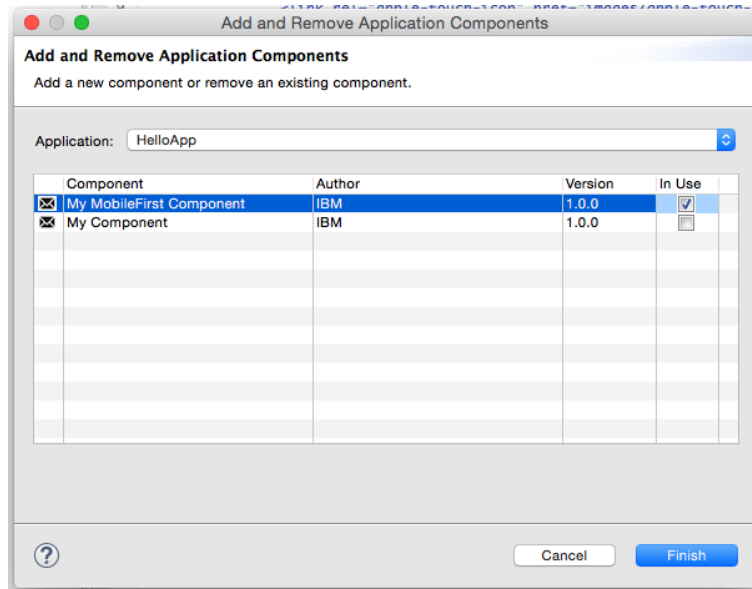 Add and Remove Application Components
Add and Remove Application Components
Add a new component or remove an existing component.
Application: HelloApp
Component Author Version In Use
My MobileFirst Component IBM 1.0.0
My Component IBM 1.0.0
? Cancel Finish